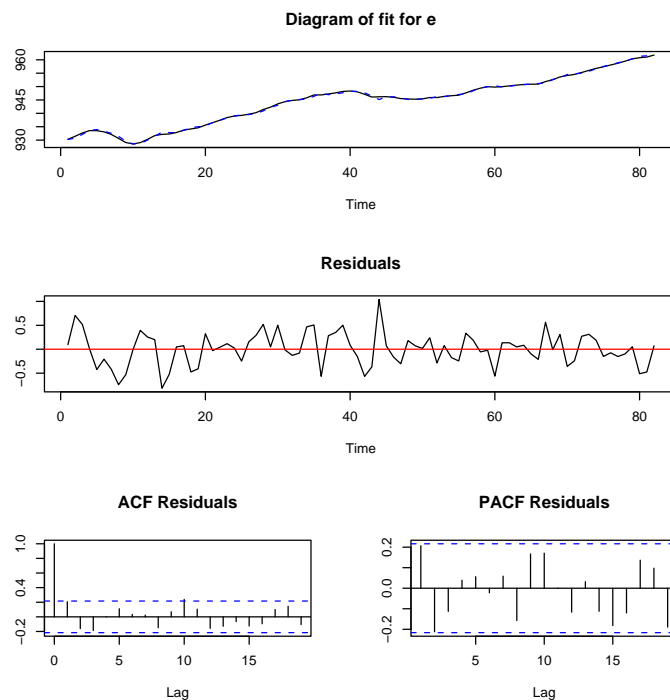 Diagram of fit for e
930 945 960
0 20 40 60 80
Time
Residuals
−0.5 0.5
0 20 40 60 80
Time
ACF Residuals
−0.2 0.4 1.0
0 5 10 15
Lag
PACF Residuals
−0.2 0.0 0.2
5 10 15
Lag